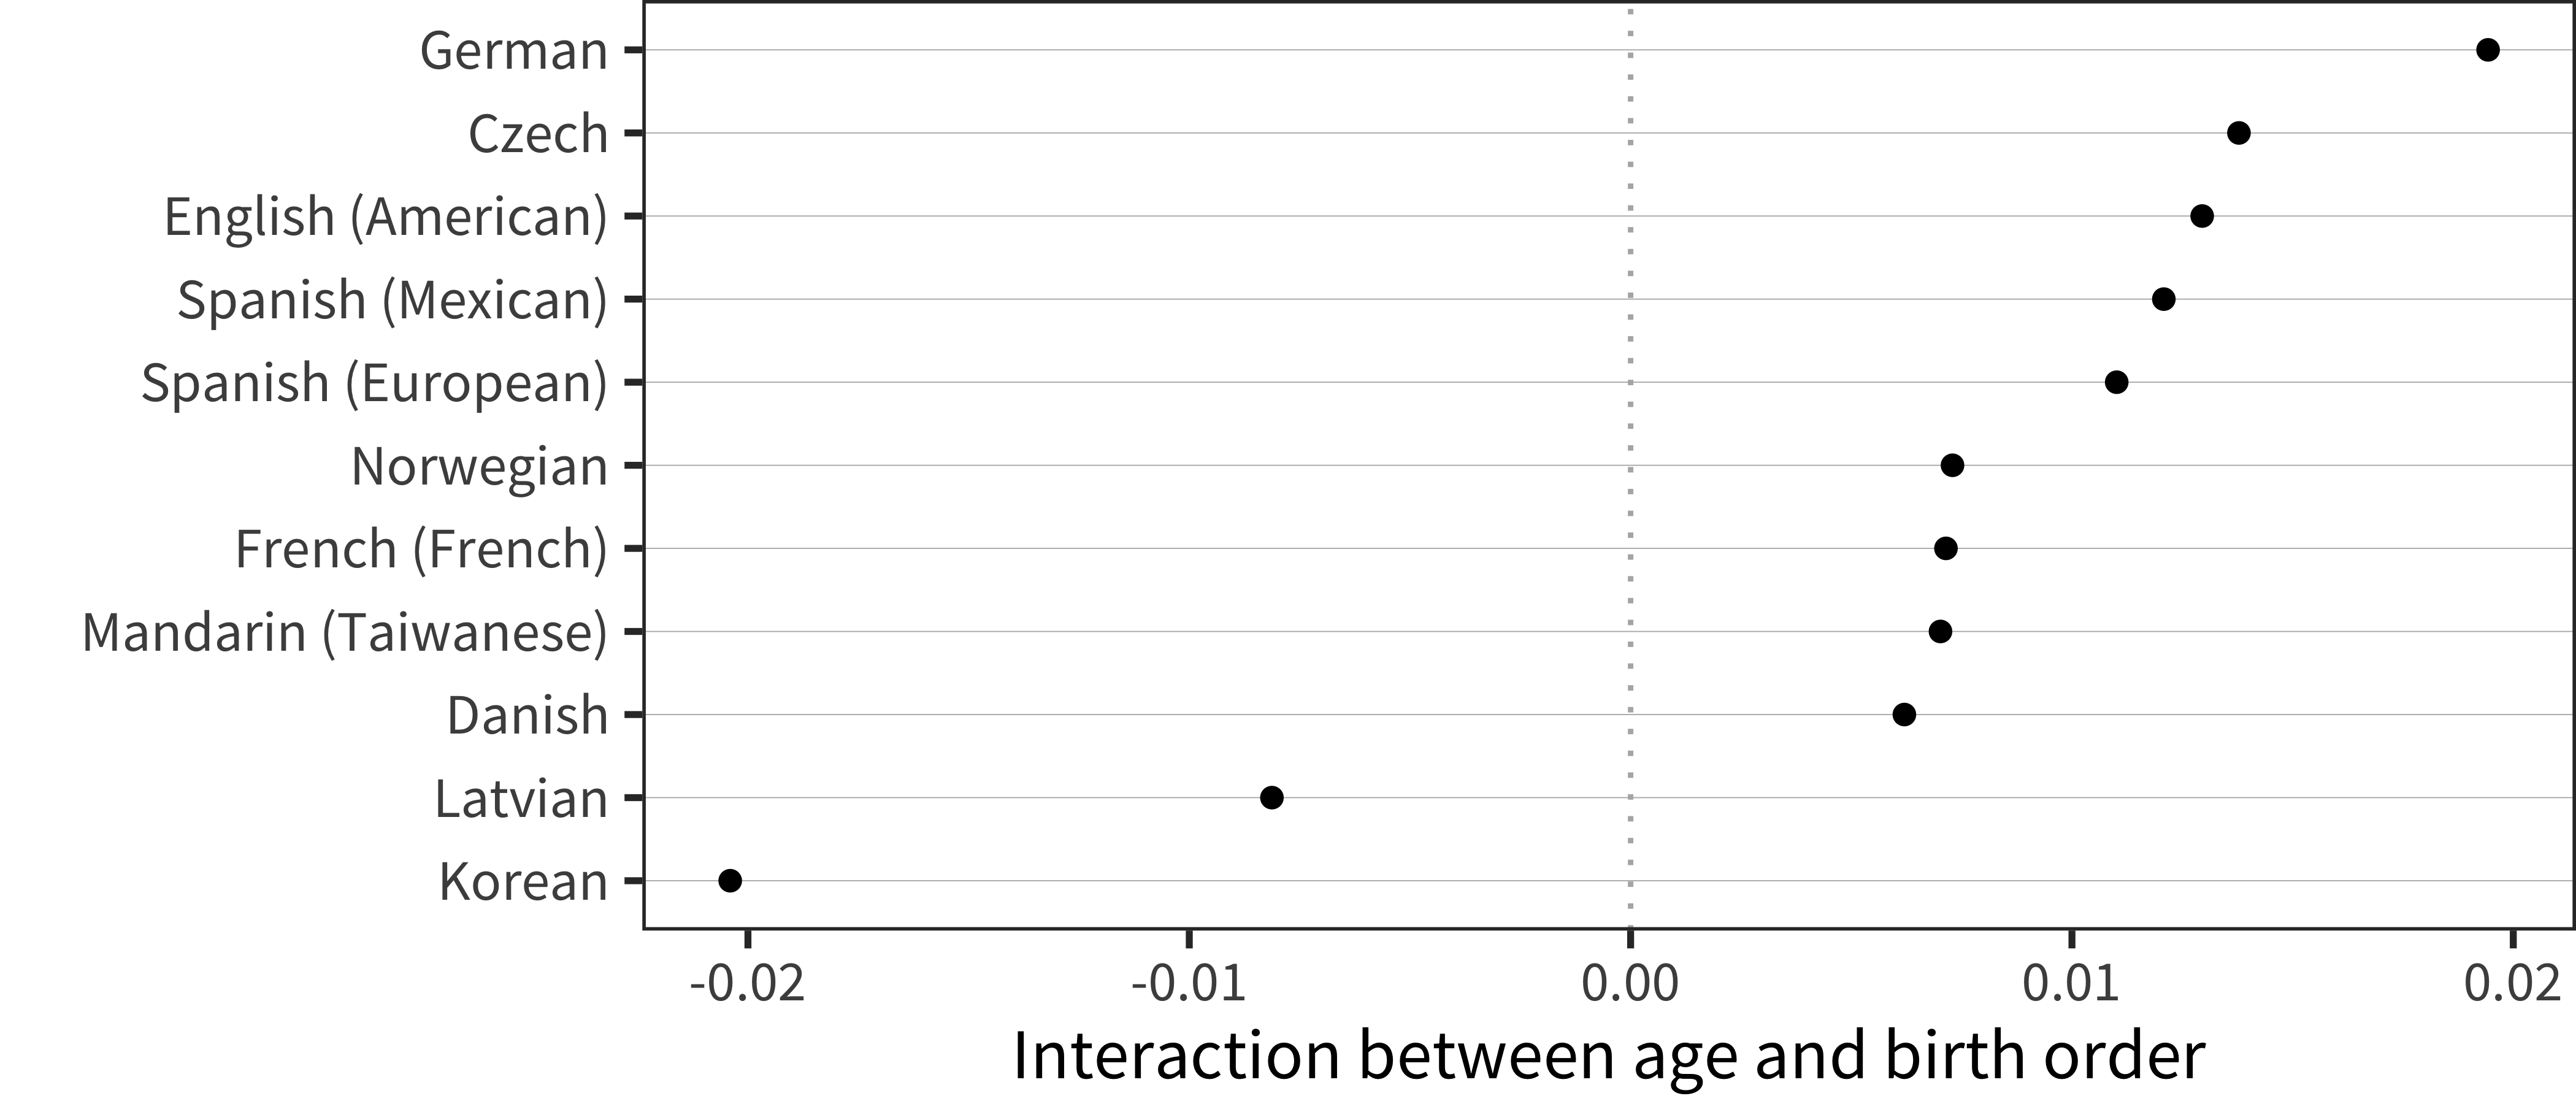 German
Czech
English (American)
Spanish (Mexican)
Spanish (European)
Norwegian
French (French)
Mandarin (Taiwanese)
Danish
Latvian
Korean
-0.02 -0.01 0.00 0.01 0.02
Interaction between age and birth order